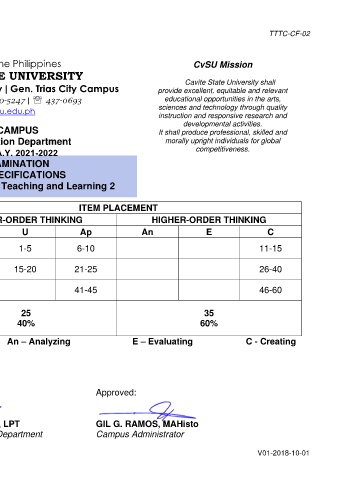 TTTC-CF-02
he Philippines
E UNIVERSITY
y | Gen. Trias City Campus
0-5247 | ☏ 437-0693
u.edu.ph
CvSU Mission
Cavite State University shall
provide excellent, equitable and relevant
educational opportunities in the arts,
sciences and technology through quality
instruction and responsive research and
developmental activities.
It shall produce professional, skilled and
morally upright individuals for global
competitiveness.
CAMPUS
tion Department
A.Y. 2021-2022
AMINATION
ECIFICATIONS
Teaching and Learning 2
ITEM PLACEMENT
R-ORDER THINKING HIGHER-ORDER THINKING
U Ap An E C
1-5 6-10 11-15
15-20 21-25 26-40
41-45 46-60
25 35
40% 60%
An – Analyzing E – Evaluating C - Creating
Approved:
, LPT GIL G. RAMOS, MAHisto
Department Campus Administrator
V01-2018-10-01